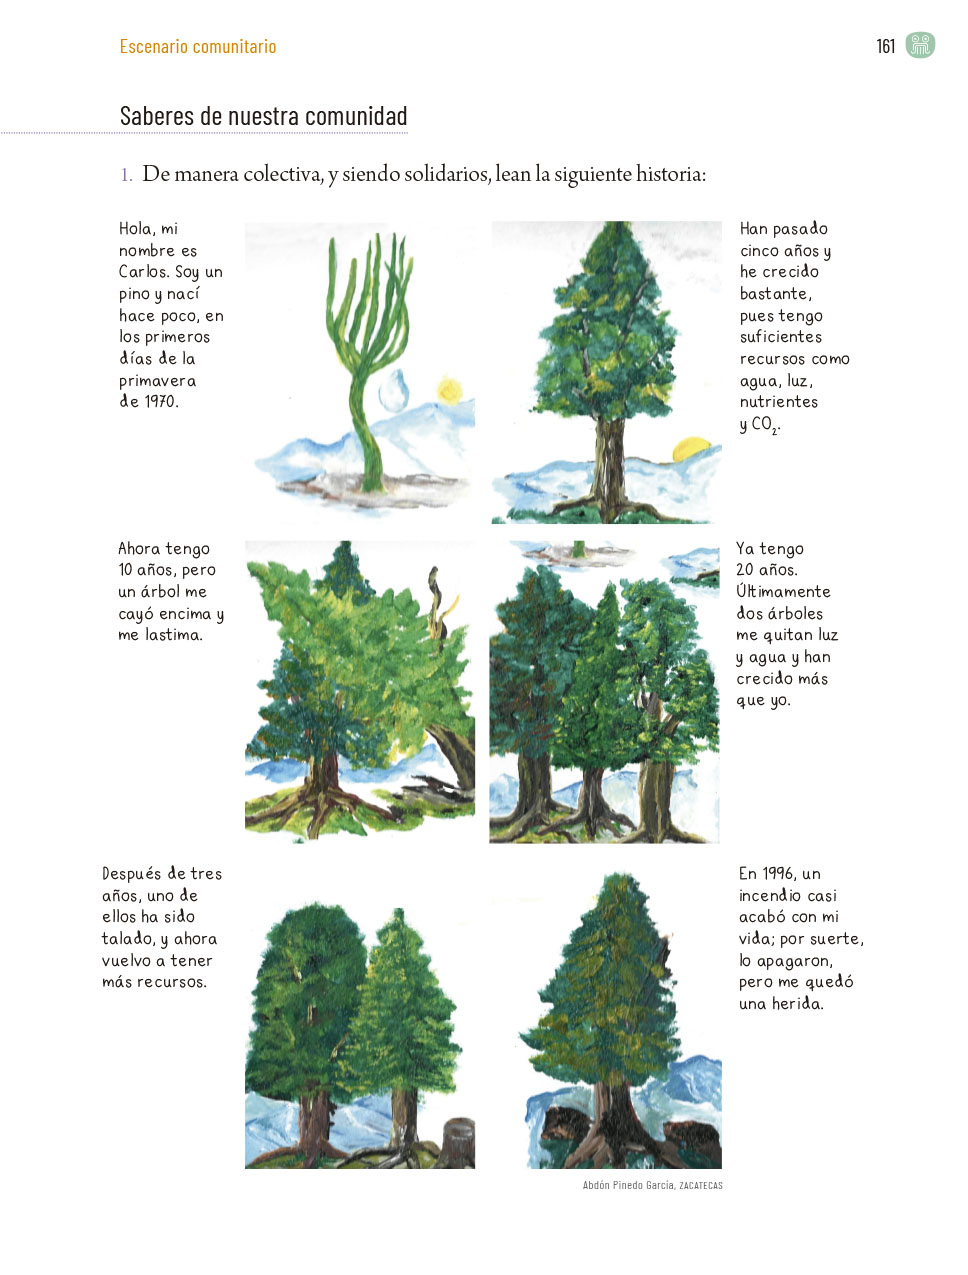 Escenario comunitario
161
Saberes de nuestra comunidad
1. De manera colectiva, y siendo solidarios, lean la siguiente historia:
Hola, mi
nombre es
Carlos. Soy un
pino y nací
hace poco, en
los primeros
días de la
primavera
de 1970.
Han pasado
cinco años y
he crecido
bastante,
pues tengo
suficientes
recursos como
agua, luz,
nutrientes
y CO₂.
Ahora tengo
10 años, pero
un árbol me
cayó encima y
me lastima.
Ya tengo
20 años.
Últimamente
dos árboles
me quitan luz
y agua y han
crecido más
que yo.
Después de tres
años, uno de
ellos ha sido
talado, y ahora
vuelvo a tener
más recursos.
En 1996, un
incendio casi
acabó con mi
vida; por suerte,
lo apagaron,
pero me quedó
una herida.
Abdón Pinedo García, ZACATECAS